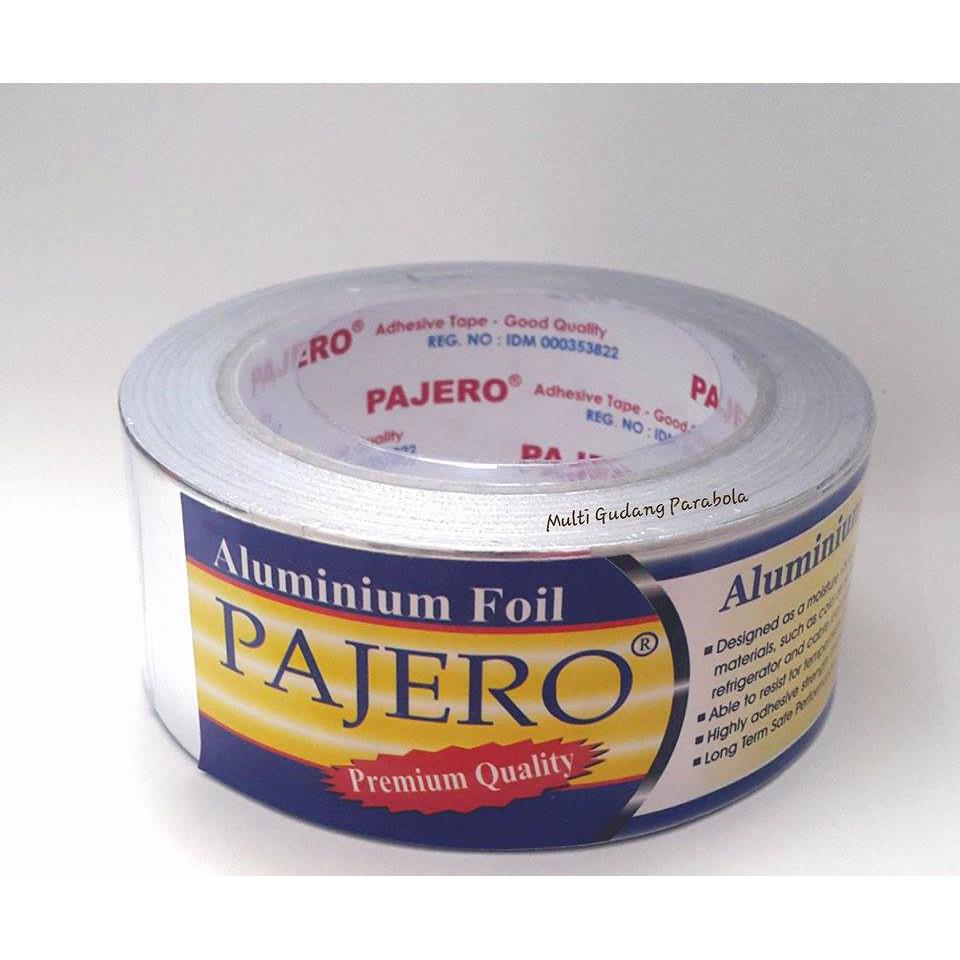 PAJERO® Adhesive Tape - Good Quality
REG. NO : IDM 000353822
PAJERO® Adhesive Tape - Good
REG. NO :
Multi Gudang Parabola
Aluminium Foil
PAJERO®
Premium Quality
Designed as a moisture
materials, such as
refrigerator and cable
Able to resist for
Highly adhesive
Long Term Safe